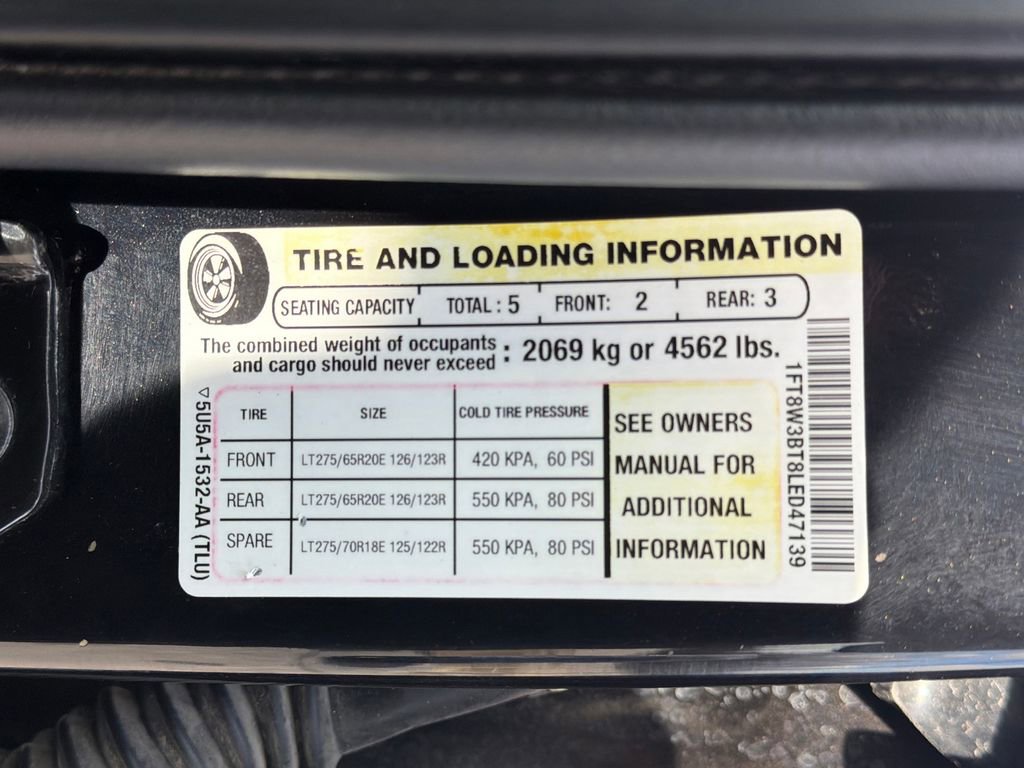 TIRE AND LOADING INFORMATION
SEATING CAPACITY TOTAL : 5 FRONT: 2 REAR: 3
The combined weight of occupants
and cargo should never exceed : 2069 kg or 4562 lbs.
TIRE SIZE COLD TIRE PRESSURE
FRONT LT275/65R20E 126/123R 420 KPA, 60 PSI
REAR LT275/65R20E 126/123R 550 KPA, 80 PSI
SPARE LT275/70R18E 125/122R 550 KPA, 80 PSI
SEE OWNERS
MANUAL FOR
ADDITIONAL
INFORMATION
▽5U5A-1532-AA (TLU)
1FT8W3BT8LED47139